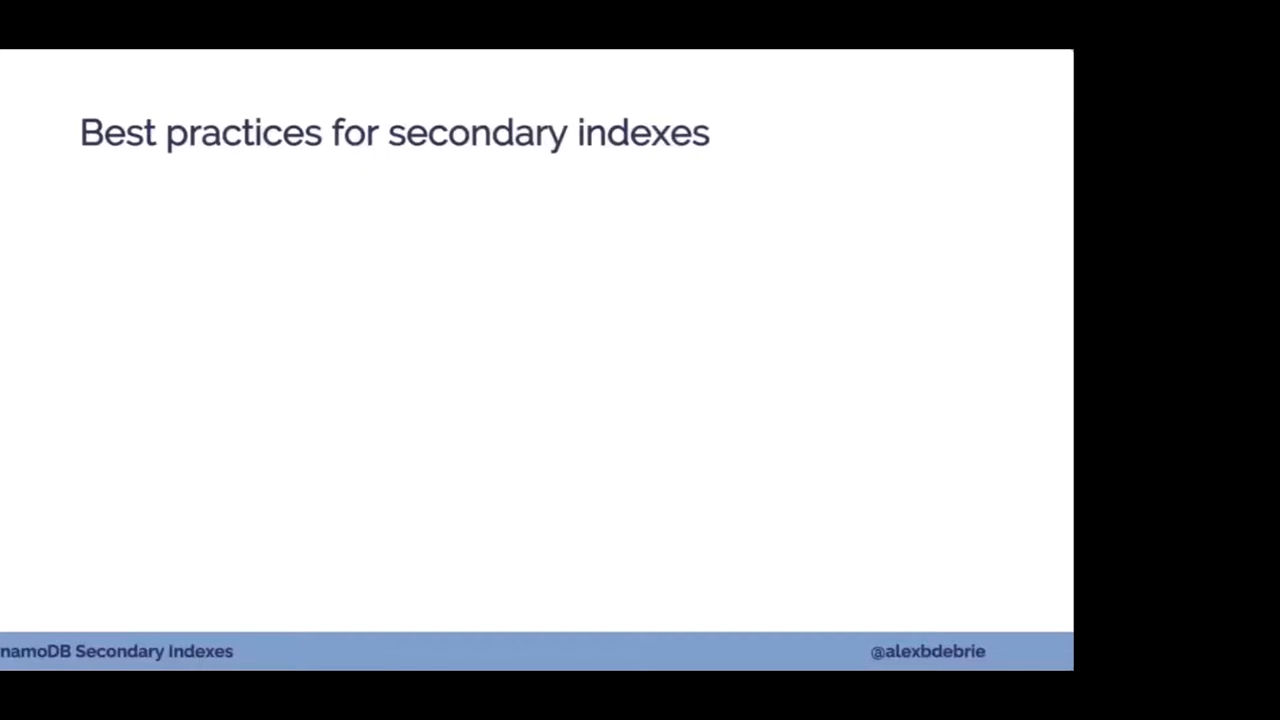 Best practices for secondary indexes
namoDB Secondary Indexes
@alexbdebrie